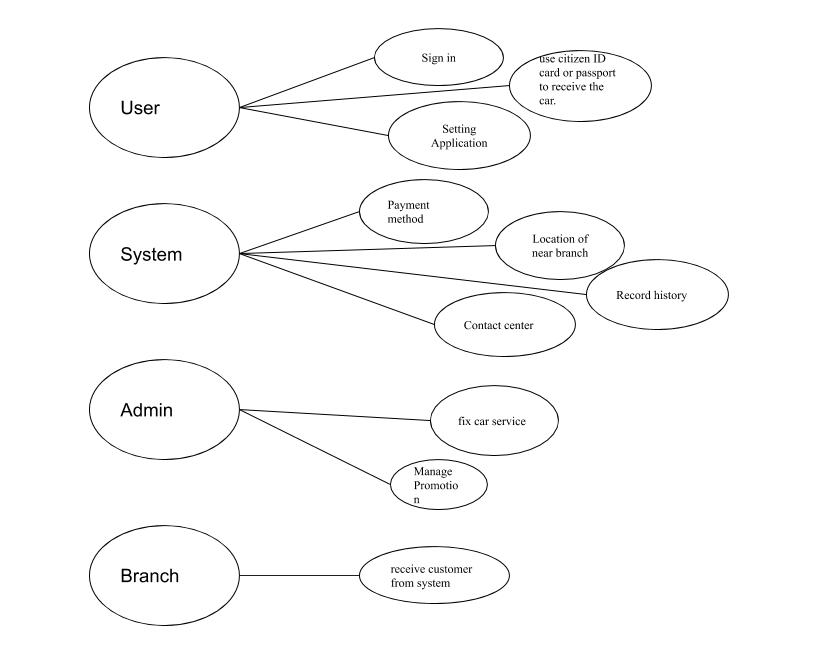 User
Sign in
use citizen ID
card or passport
to receive the
car.
Setting
Application
System
Payment
method
Location of
near branch
Record history
Contact center
Admin
fix car service
Manage
Promotio
n
Branch
receive customer
from system